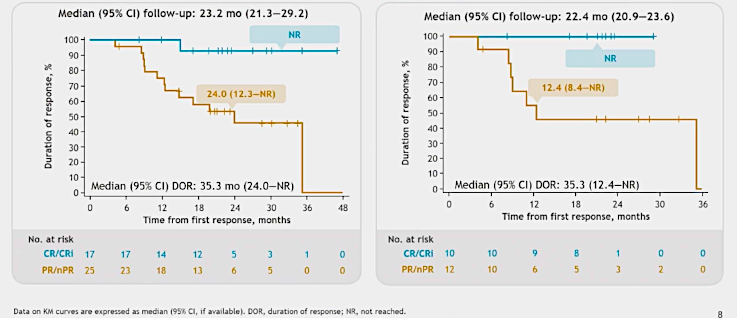 Median (95% CI) follow-up: 23.2 mo (21.3–29.2)
NR
Duration of response, %
100
90
80
70
60
50
40
30
20
10
0
24.0 (12.3–NR)
Median (95% CI) DOR: 35.3 mo (24.0–NR)
0 6 12 18 24 30 36 48
Time from first response, months
No. at risk
CR/CRi 17 17 14 12 5 3 1 0
PR/nPR 25 23 18 13 6 5 0 0
Median (95% CI) follow-up: 22.4 mo (20.9–23.6)
NR
Duration of response, %
100
90
80
70
60
50
40
30
20
10
0
12.4 (8.4–NR)
Median (95% CI) DOR: 35.3 (12.4–NR)
0 6 12 18 24 30 36
Time from first response, months
No. at risk
CR/CRi 10 10 9 8 1 0 0
PR/nPR 12 10 6 5 3 2 0
Data on KM curves are expressed as median (95% CI, if available). DOR, duration of response; NR, not reached.
8